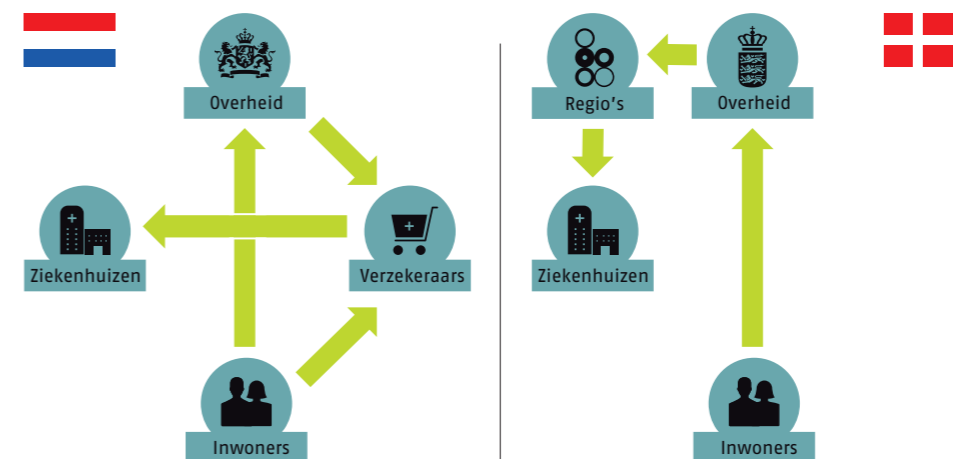 Overheid
Ziekenhuizen
Verzekeraars
Inwoners
Regio's
Overheid
Ziekenhuizen
Inwoners